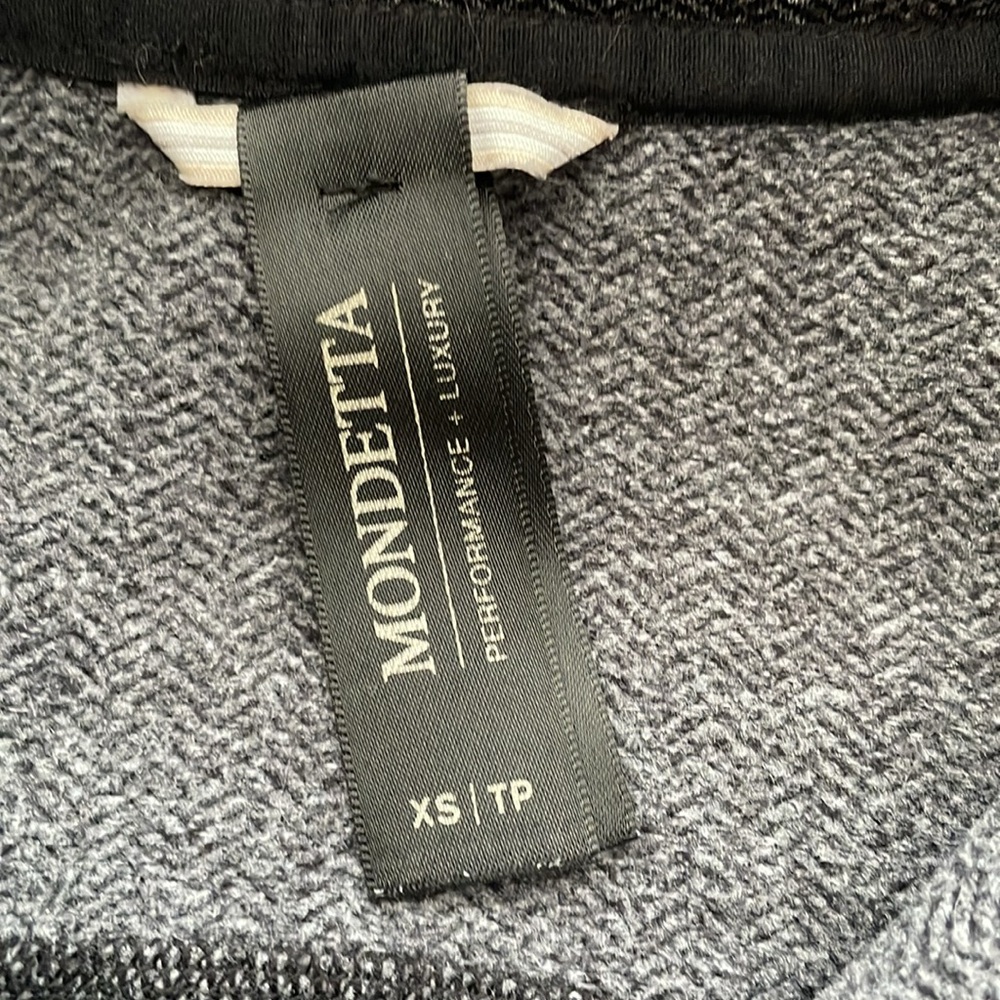 MONDETTA
PERFORMANCE + LUXURY
XS | TP